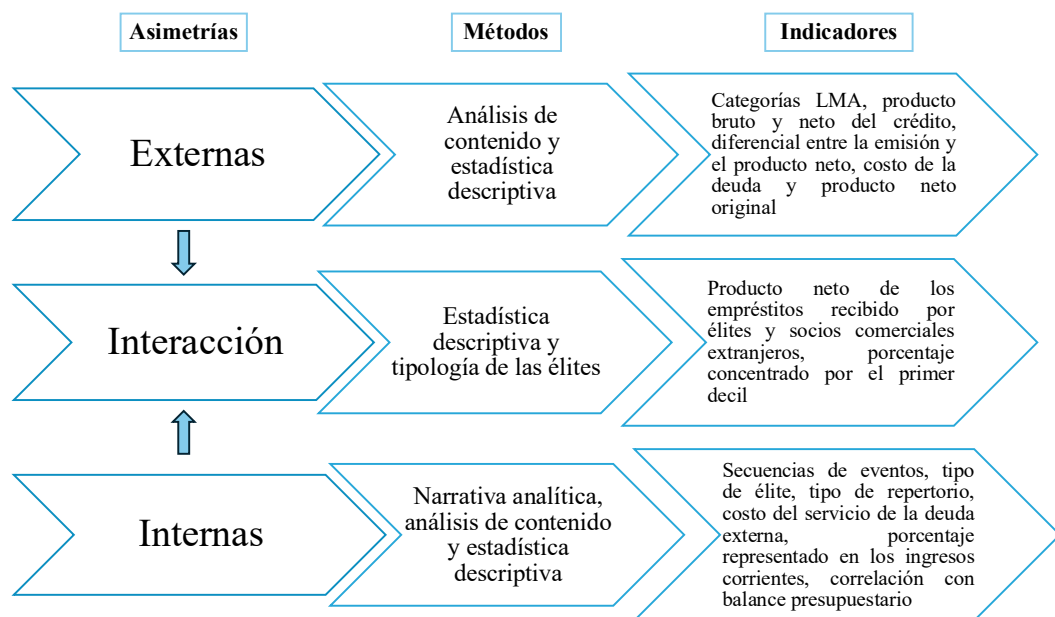 Asimetrías
Métodos
Indicadores
Externas
Análisis de
contenido y
estadística
descriptiva
Categorías LMA, producto
bruto y neto del crédito,
diferencial entre la emisión y
el producto neto, costo de la
deuda y producto neto
original
Interacción
Estadística
descriptiva y
tipología de las élites
Producto neto de los
empréstitos recibido por
élites y socios comerciales
extranjeros, porcentaje
concentrado por el primer
decil
Internas
Narrativa analítica,
análisis de contenido
y estadística
descriptiva
Secuencias de eventos, tipo
de élite, tipo de repertorio,
costo del servicio de la deuda
externa, porcentaje
representado en los ingresos
corrientes, correlación con
balance presupuestario